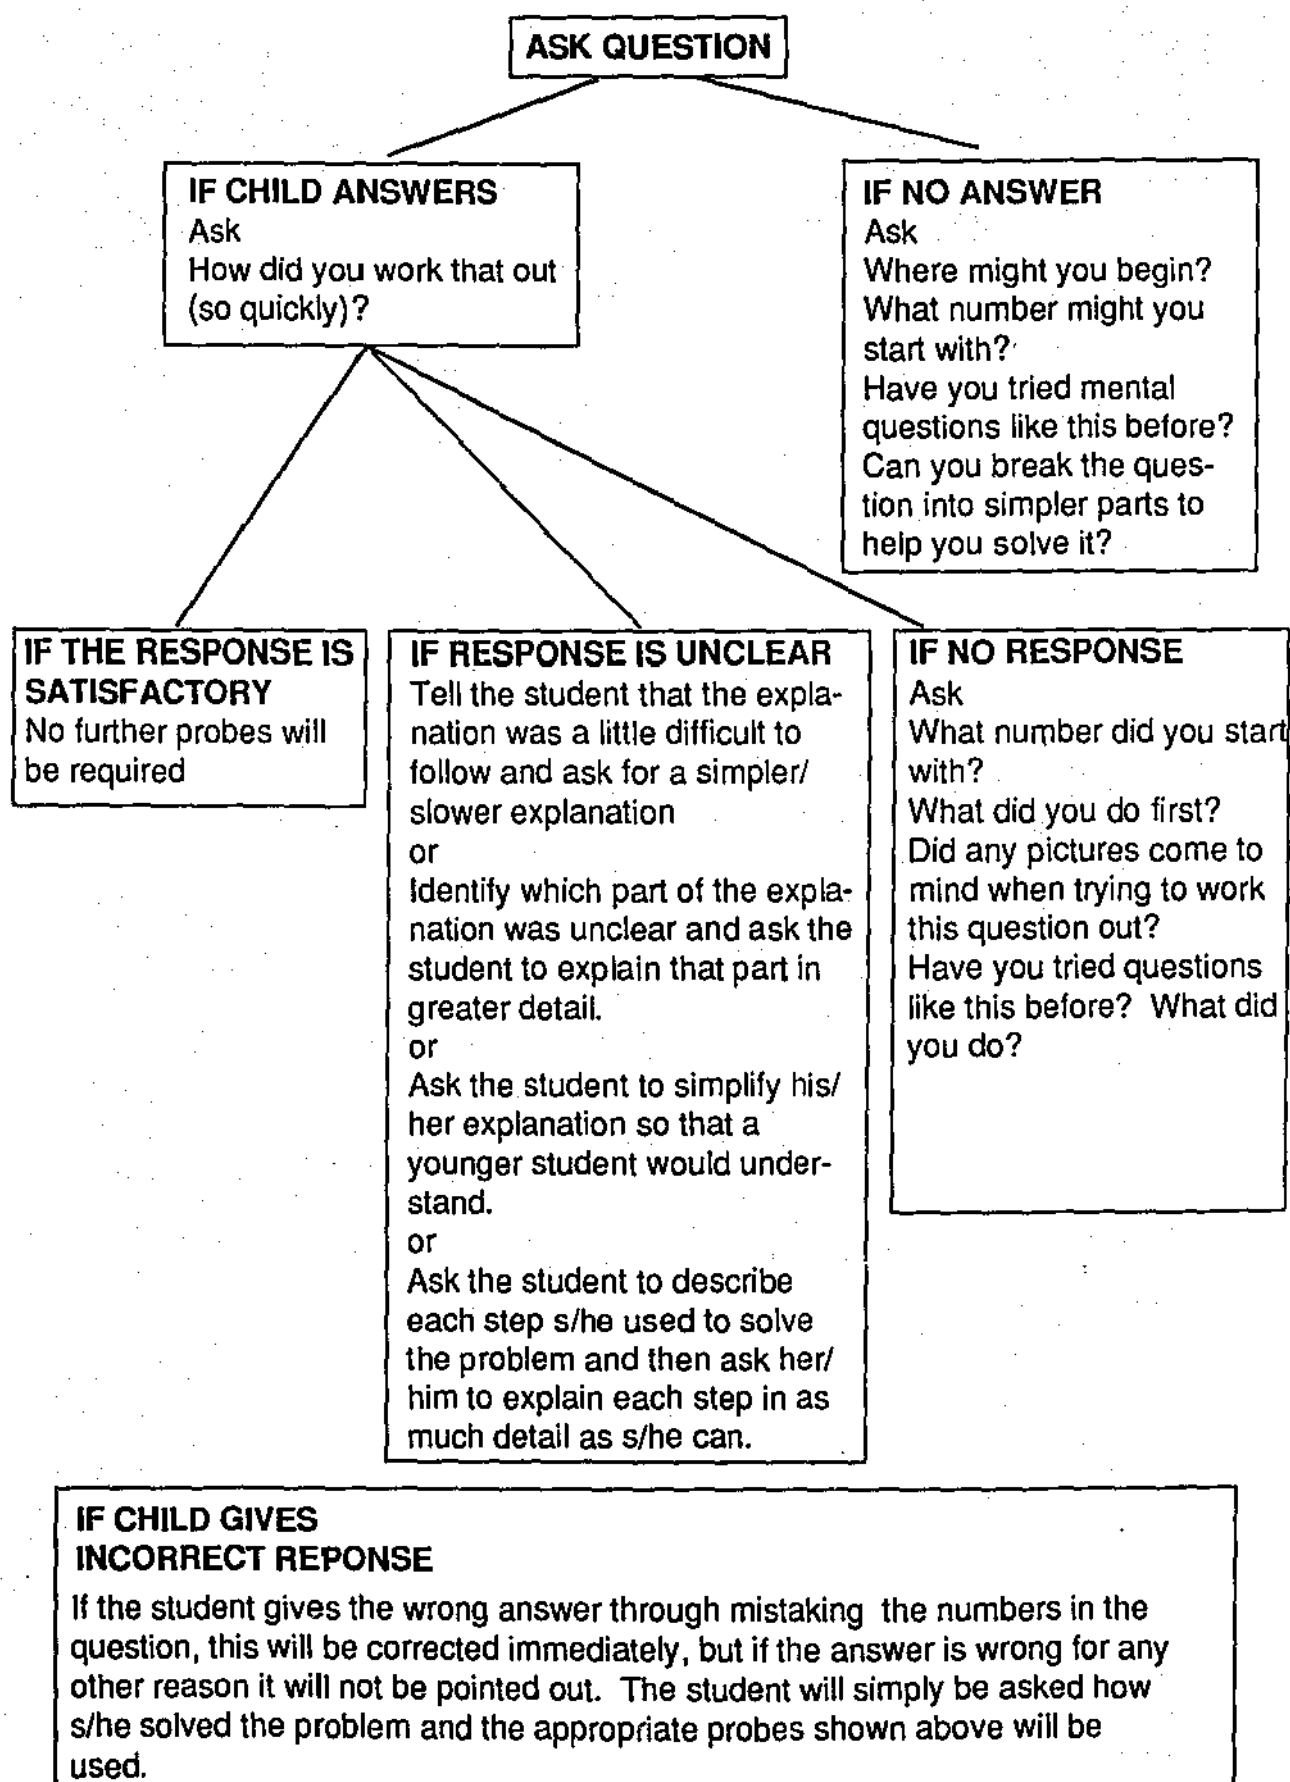 ASK QUESTION
IF CHILD ANSWERS
Ask
How did you work that out
(so quickly)?
IF NO ANSWER
Ask
Where might you begin?
What number might you
start with?
Have you tried mental
questions like this before?
Can you break the ques-
tion into simpler parts to
help you solve it?
IF THE RESPONSE IS
SATISFACTORY
No further probes will
be required
IF RESPONSE IS UNCLEAR
Tell the student that the expla-
nation was a little difficult to
follow and ask for a simpler/
slower explanation
or
Identify which part of the expla-
nation was unclear and ask the
student to explain that part in
greater detail.
or
Ask the student to simplify his/
her explanation so that a
younger student would under-
stand.
or
Ask the student to describe
each step s/he used to solve
the problem and then ask her/
him to explain each step in as
much detail as s/he can.
IF NO RESPONSE
Ask
What number did you start
with?
What did you do first?
Did any pictures come to
mind when trying to work
this question out?
Have you tried questions
like this before? What did
you do?
IF CHILD GIVES
INCORRECT REPONSE
If the student gives the wrong answer through mistaking the numbers in the
question, this will be corrected immediately, but if the answer is wrong for any
other reason it will not be pointed out. The student will simply be asked how
s/he solved the problem and the appropriate probes shown above will be
used.